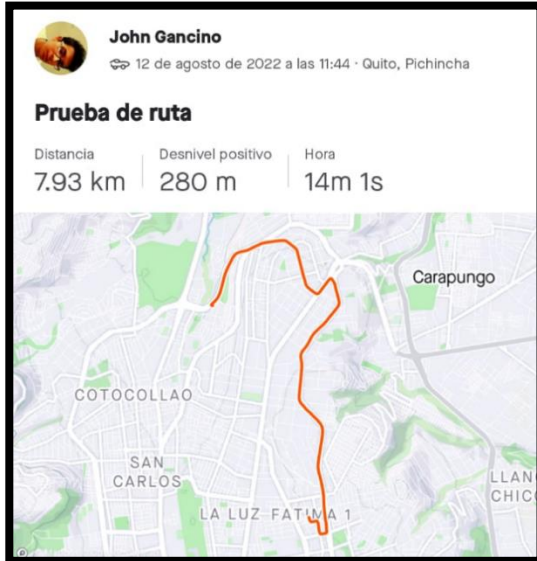 John Gancino
12 de agosto de 2022 a las 11:44 · Quito, Pichincha
Prueba de ruta
Distancia
7.93 km
Desnivel positivo
280 m
Hora
14m 1s
Carapungo
COTOCOLLAO
SAN
CARLOS
LLANO
CHICO
LA LUZ FATIMA 1